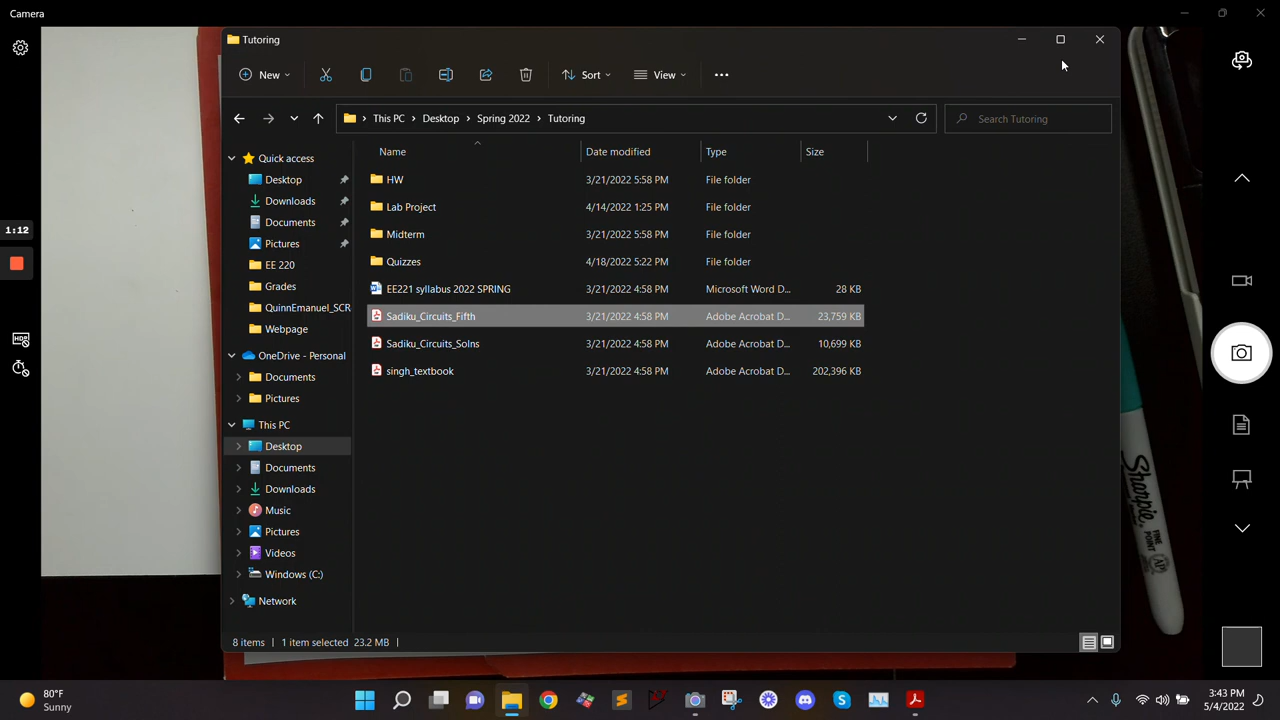 Camera
Tutoring
New
Sort
View
This PC > Desktop > Spring 2022 > Tutoring
Search Tutoring
Name Date modified Type Size
Quick access
Desktop
Downloads
Documents
Pictures
EE 220
Grades
QuinnEmanuel_SCR
Webpage
OneDrive - Personal
Documents
Pictures
This PC
Desktop
Documents
Downloads
Music
Pictures
Videos
Windows (C:)
Network
HW 3/21/2022 5:58 PM File folder
Lab Project 4/14/2022 1:25 PM File folder
Midterm 3/21/2022 5:58 PM File folder
Quizzes 4/18/2022 5:22 PM File folder
EE221 syllabus 2022 SPRING 3/21/2022 4:58 PM Microsoft Word D... 28 KB
Sadiku_Circuits_Fifth 3/21/2022 4:58 PM Adobe Acrobat D... 23,759 KB
Sadiku_Circuits_Solns 3/21/2022 4:58 PM Adobe Acrobat D... 10,699 KB
singh_textbook 3/21/2022 4:58 PM Adobe Acrobat D... 202,396 KB
8 items 1 item selected 23.2 MB
1:12
HDR
Sharpie
FINE POINT
AP
80°F
Sunny
3:43 PM
5/4/2022